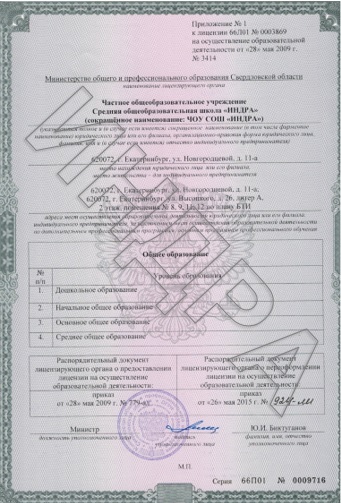 Приложение № 1
к лицензии 66Л01 № 0003869
на осуществление образовательной
деятельности от «28» мая 2009 г.
№ 3414
Министерство общего и профессионального образования Свердловской области
наименование лицензирующего органа
Частное общеобразовательное учреждение
Средняя общеобразовательная школа «ИНДРА»
(сокращённое наименование: ЧОУ СОШ «ИНДРА»)
(указывается полное и (в случае если имеется) сокращенное наименование (в том числе фирменное
наименование) юридического лица или его филиала, организационно-правовая форма юридического лица,
фамилия, имя и (в случае если имеется) отчество индивидуального предпринимателя)
620072, г. Екатеринбург, ул. Новгородцевой, д. 11-а
место нахождения юридического лица или его филиала,
место жительства - для индивидуального предпринимателя
620072, г. Екатеринбург, ул. Новгородцевой, д. 11-а,
620072, г. Екатеринбург, ул. Высоцкого, д. 26, литер А,
2 этаж, помещения № 8, 9, 12 по плану БТИ
адреса мест осуществления образовательной деятельности юридического лица или его филиала,
индивидуального предпринимателя, за исключением мест осуществления образовательной деятельности
по дополнительным профессиональным программам, основным программам профессионального обучения
Общее образование
№ п/п
Уровень образования
1. Дошкольное образование
2. Начальное общее образование
3. Основное общее образование
4. Среднее общее образование
Распорядительный документ лицензирующего органа о предоставлении лицензии на осуществление образовательной деятельности:
приказ
от «28» мая 2009 г. № 779-и/
Распорядительный документ лицензирующего органа о переоформлении лицензии на осуществление образовательной деятельности:
приказ
от «26» мая 2015 г. № 924-ли
Министр
должность уполномоченного лица
подпись
уполномоченного лица
Ю.И. Биктуганов
фамилия, имя, отчество
уполномоченного лица
М.П.
Серия 66П01 № 0009716
ИНДРА